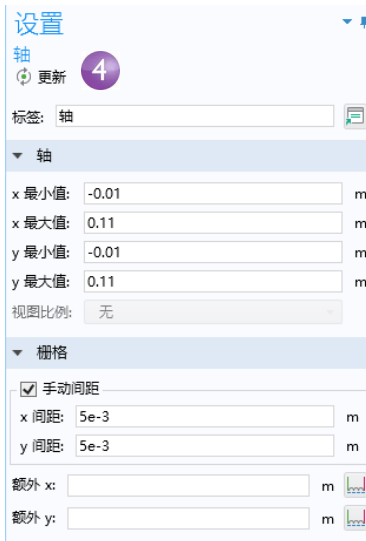 设置
轴
更新
4
标签: 轴
轴
x 最小值: -0.01 m
x 最大值: 0.11 m
y 最小值: -0.01 m
y 最大值: 0.11 m
视图比例: 无
栅格
手动间距
x 间距: 5e-3 m
y 间距: 5e-3 m
额外 x: m
额外 y: m